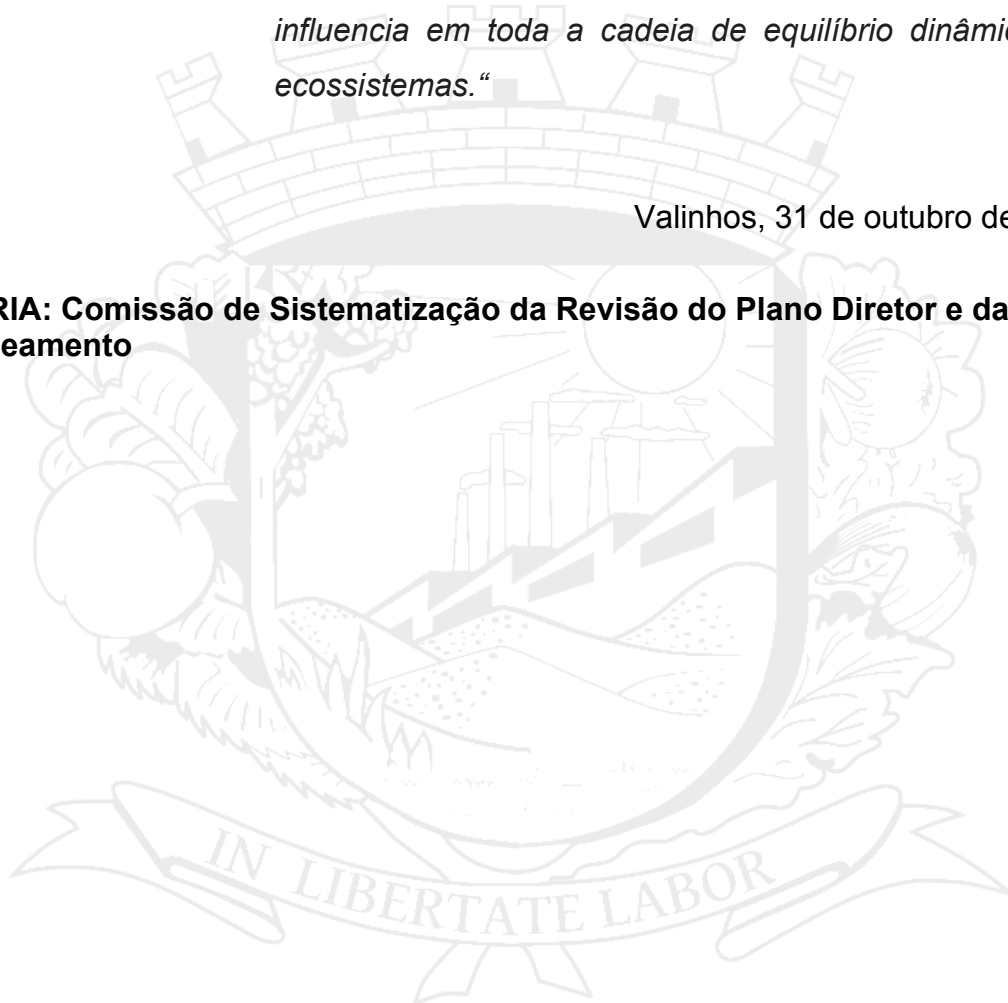 influencia em toda a cadeia de equilíbrio dinâmi
ecossistemas.“
Valinhos, 31 de outubro de
RIA: Comissão de Sistematização da Revisão do Plano Diretor e da
eamento
IN LIBERTATE LABOR